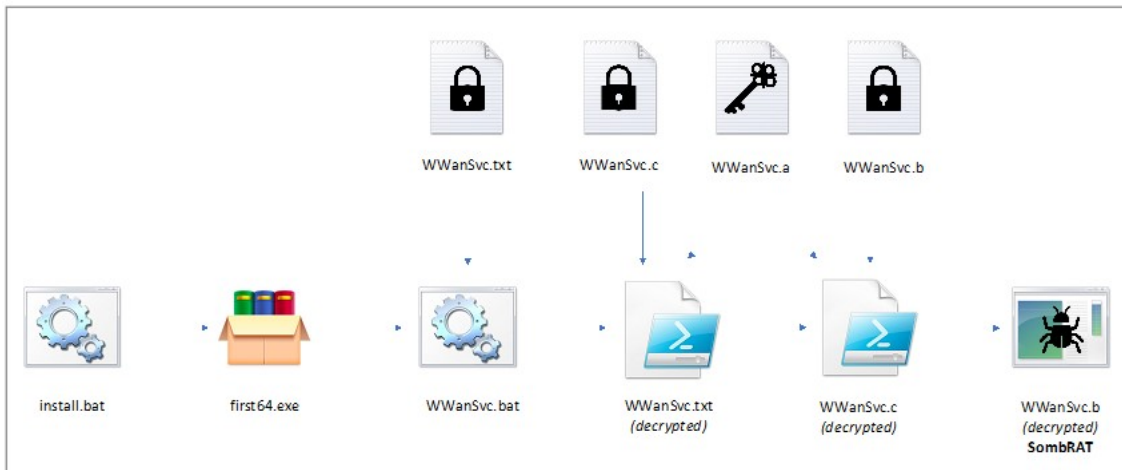 WWanSvc.txt
WWanSvc.c
WWanSvc.a
WWanSvc.b
install.bat
first64.exe
WWanSvc.bat
WWanSvc.txt
(decrypted)
WWanSvc.c
(decrypted)
WWanSvc.b
(decrypted)
SombRAT